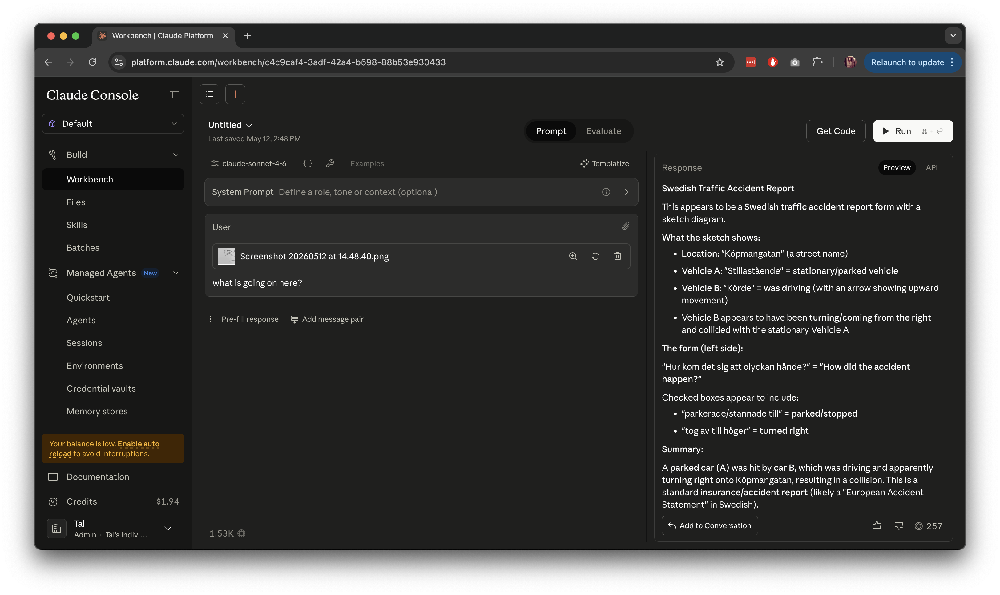 Workbench | Claude Platform
platform.claude.com/workbench/c4c9caf4-3adf-42a4-b598-88b53e930433
Relaunch to update
Claude Console
Default
Build
Workbench
Files
Skills
Batches
Managed Agents New
Quickstart
Agents
Sessions
Environments
Credential vaults
Memory stores
Your balance is low. Enable auto
reload to avoid interruptions.
Documentation
Credits $1.94
Tal
Admin · Tal's Indivi...
Untitled
Last saved May 12, 2:48 PM
Prompt Evaluate
Get Code
Run ⌘ + ⏎
claude-sonnet-4-6 { } Examples
Templatize
System Prompt Define a role, tone or context (optional)
User
Screenshot 20260512 at 14.48.40.png
what is going on here?
Pre-fill response Add message pair
1.53K
Response
Preview API
Swedish Traffic Accident Report
This appears to be a Swedish traffic accident report form with a
sketch diagram.
What the sketch shows:
• Location: "Köpmangatan" (a street name)
• Vehicle A: "Stillastående" = stationary/parked vehicle
• Vehicle B: "Körde" = was driving (with an arrow showing upward
movement)
• Vehicle B appears to have been turning/coming from the right
and collided with the stationary Vehicle A
The form (left side):
"Hur kom det sig att olyckan hände?" = "How did the accident
happen?"
Checked boxes appear to include:
• "parkerade/stannade till" = parked/stopped
• "tog av till höger" = turned right
Summary:
A parked car (A) was hit by car B, which was driving and apparently
turning right onto Köpmangatan, resulting in a collision. This is a
standard insurance/accident report (likely a "European Accident
Statement" in Swedish).
Add to Conversation
257